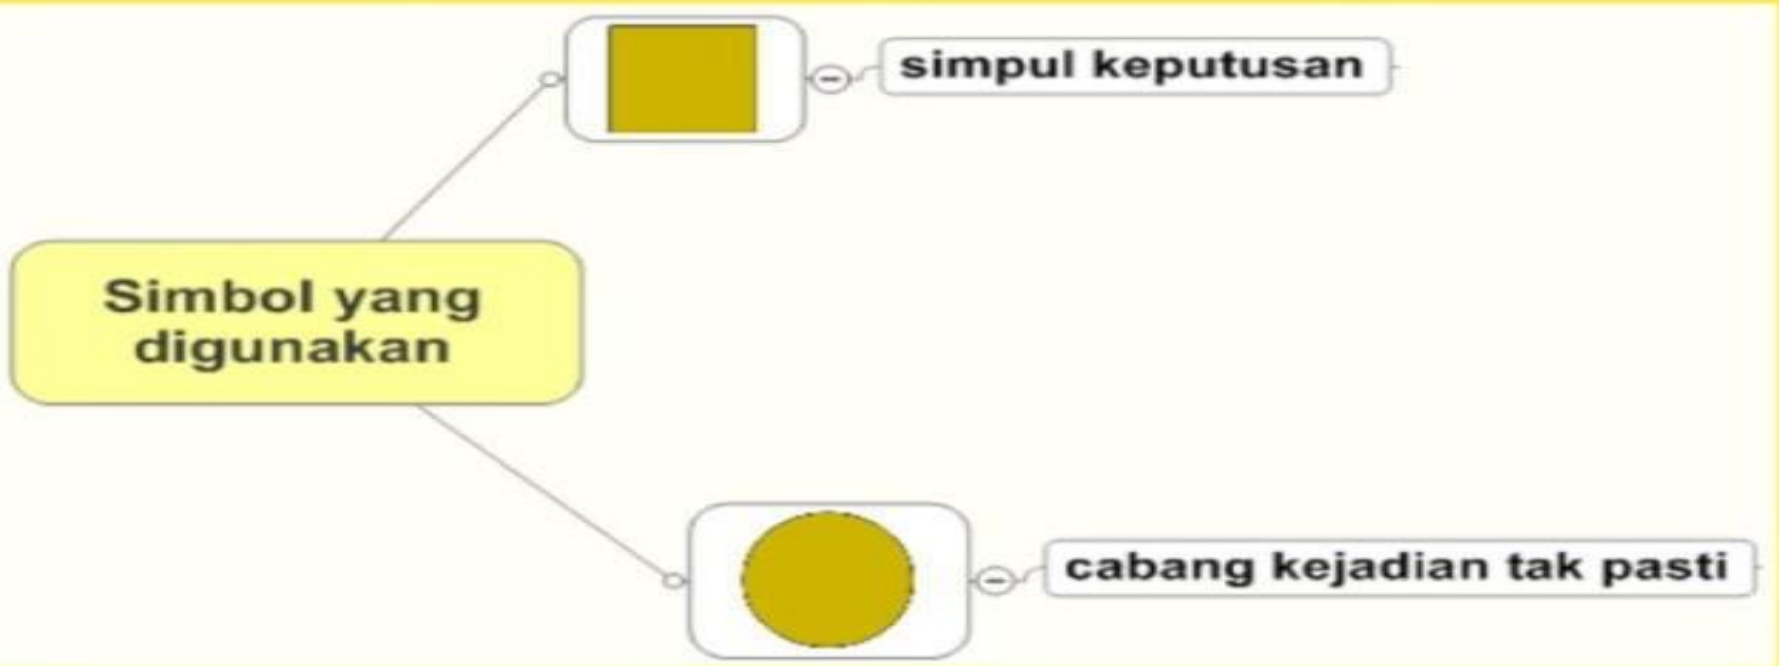 simpul keputusan
Simbol yang
digunakan
cabang kejadian tak pasti